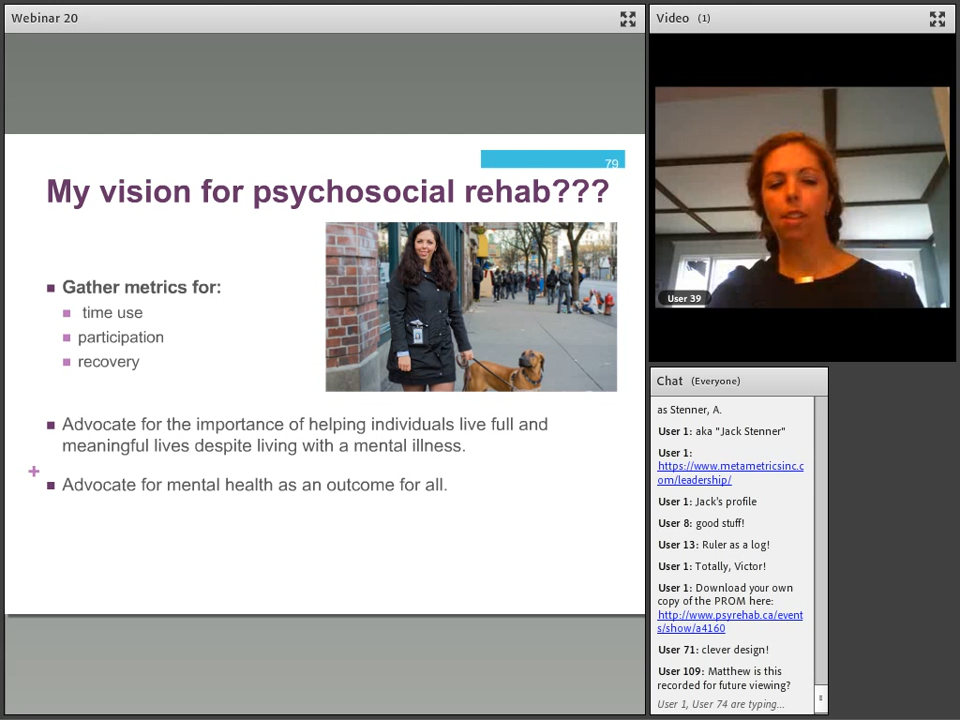 Webinar 20
79
My vision for psychosocial rehab???
Gather metrics for:
time use
participation
recovery
Advocate for the importance of helping individuals live full and
meaningful lives despite living with a mental illness.
Advocate for mental health as an outcome for all.
Video (1)
User 39
Chat (Everyone)
as Stenner, A.
User 1: aka "Jack Stenner"
User 1:
https://www.metametricsinc.c
om/leadership/
User 1: Jack's profile
User 8: good stuff!
User 13: Ruler as a log!
User 1: Totally, Victor!
User 1: Download your own
copy of the PROM here:
http://www.psyrehab.ca/event
s/show/a4160
User 71: clever design!
User 109: Matthew is this
recorded for future viewing?
User 1, User 74 are typing...